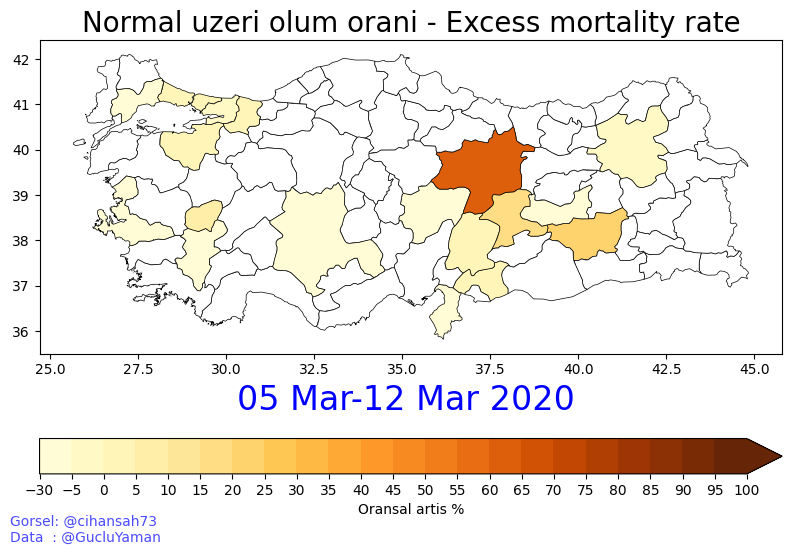 Normal uzeri olum orani - Excess mortality rate
42
41
40
39
38
37
36
25.0 27.5 30.0 32.5 35.0 37.5 40.0 42.5 45.0
05 Mar-12 Mar 2020
−30 −5 0 5 10 15 20 25 30 35 40 45 50 55 60 65 70 75 80 85 90 95 100
Oransal artis %
Gorsel: @cihansah73
Data : @GucluYaman